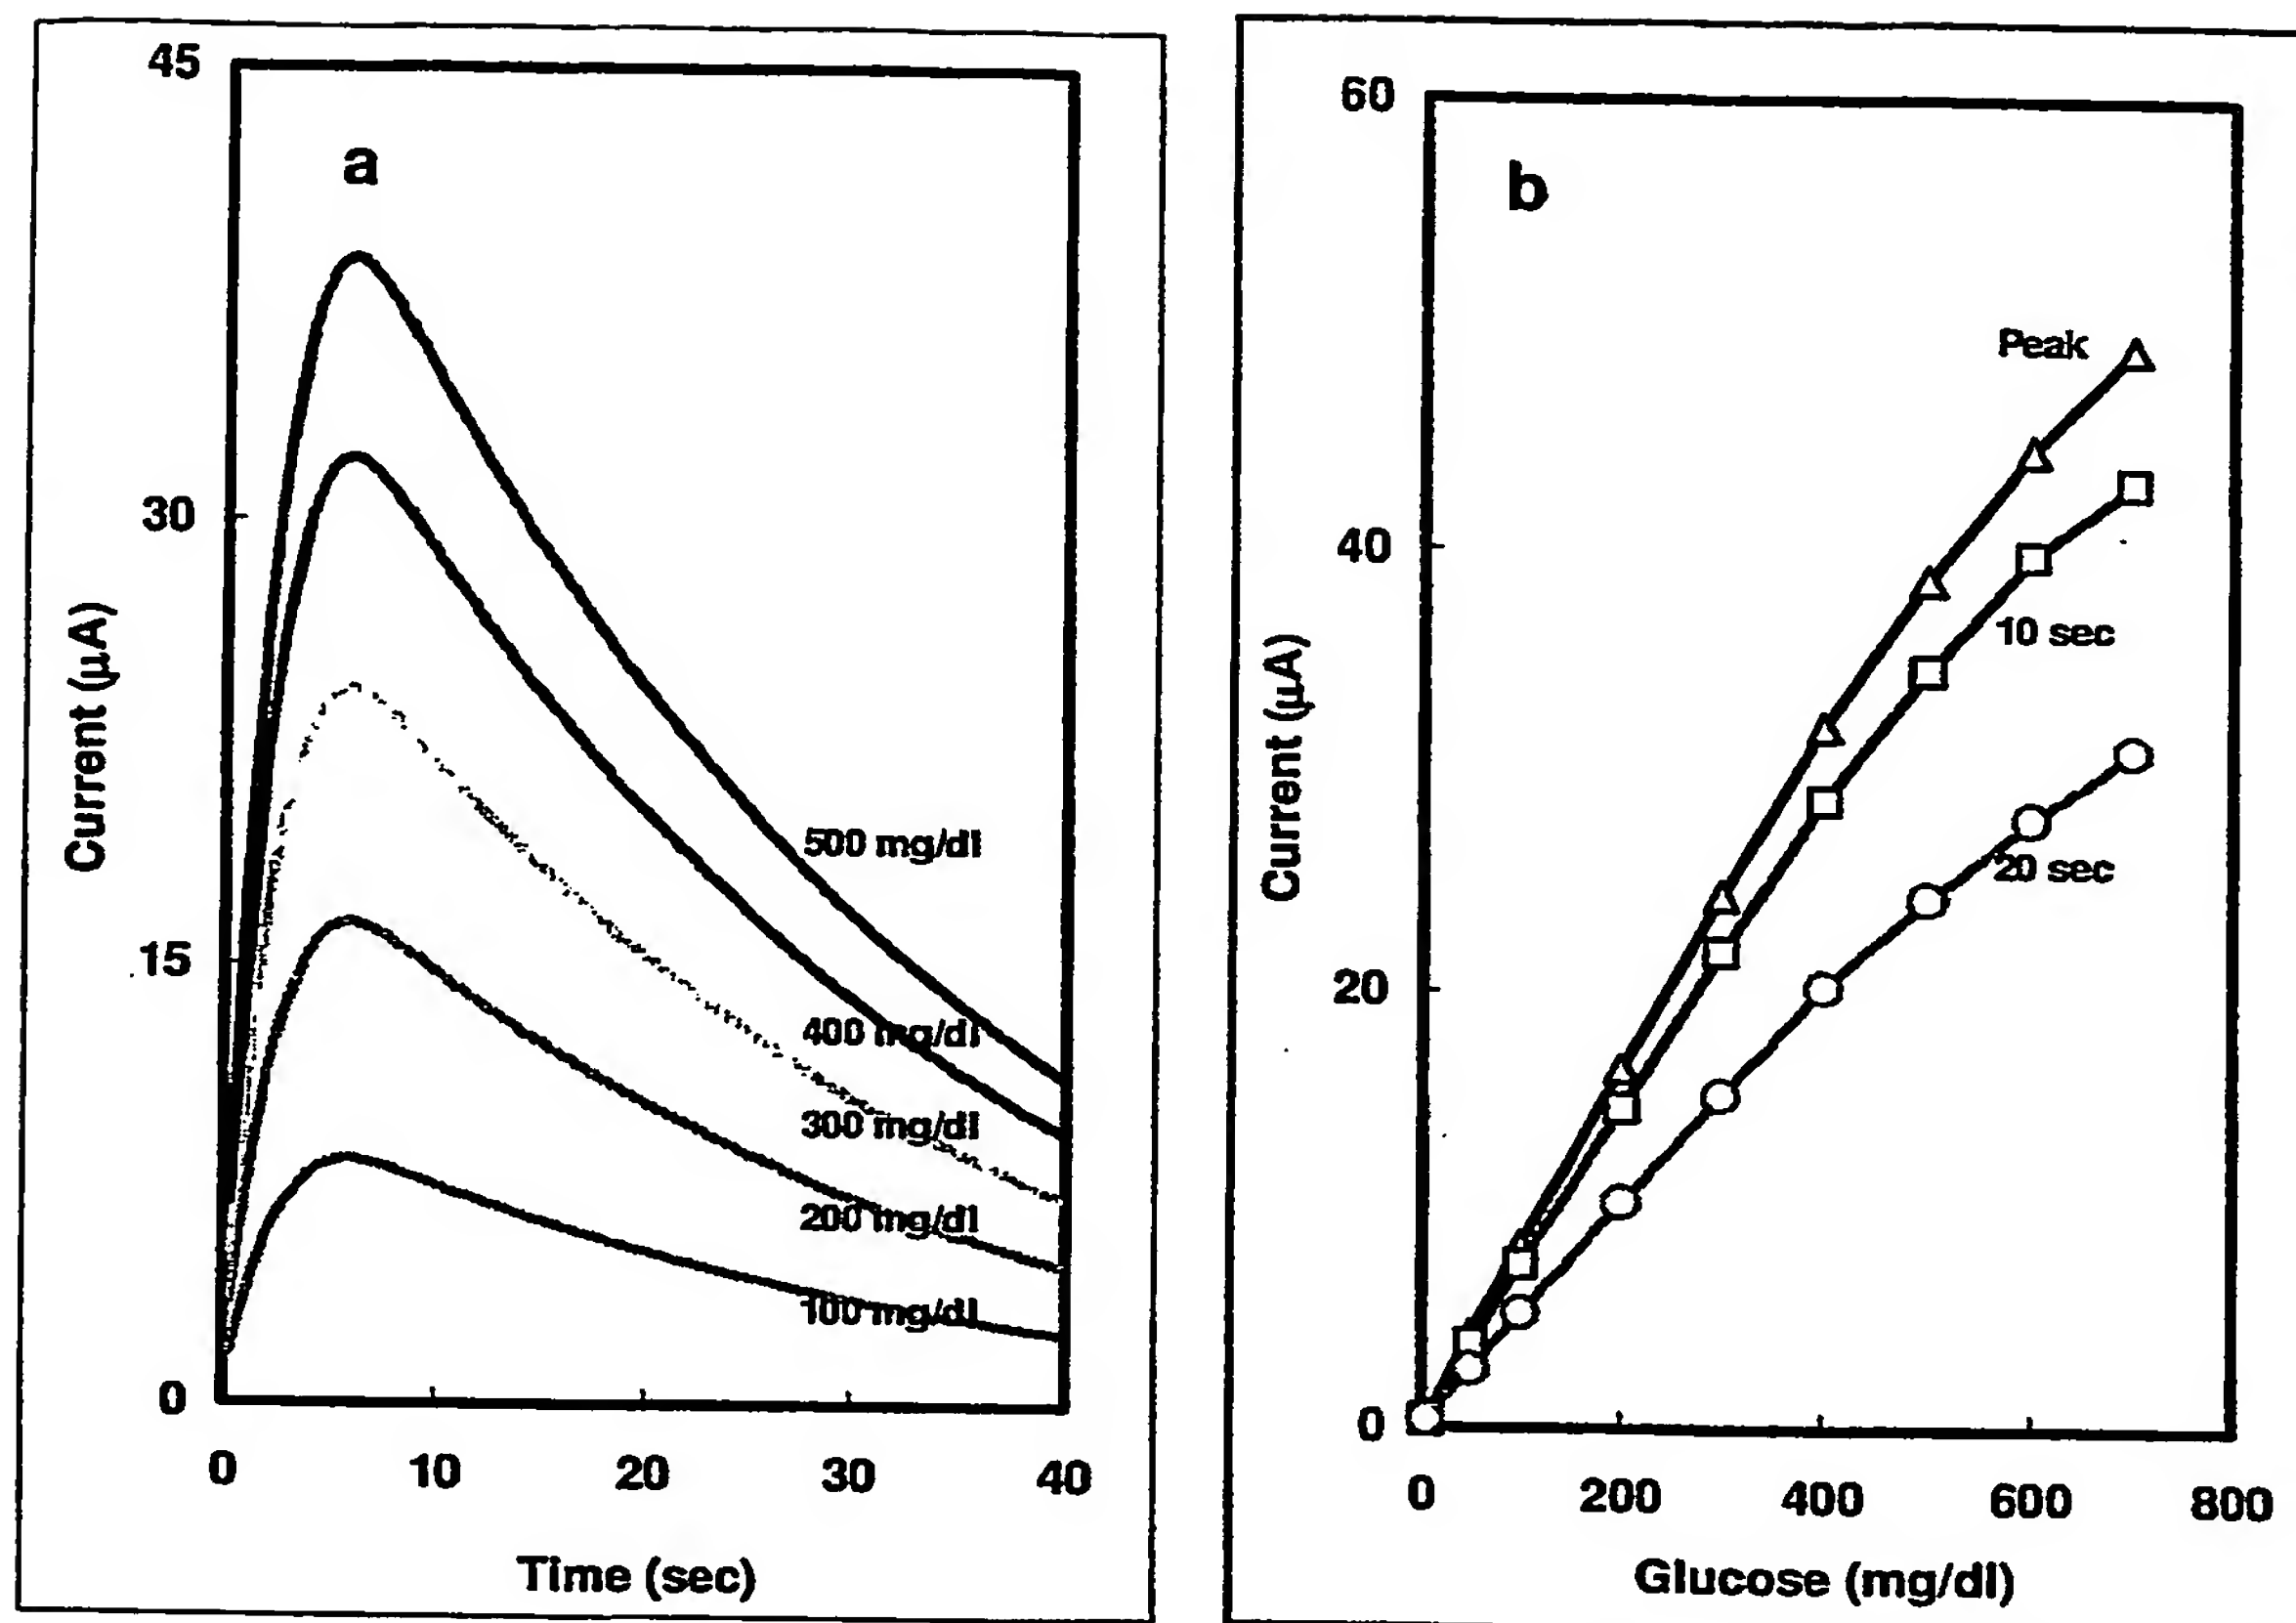 45
a
30
Current (µA)
500 mg/dl
15
400 mg/dl
300 mg/dl
200 mg/dl
100 mg/dl
0
0 10 20 30 40
Time (sec)
60
b
Peak
40
10 sec
Current (µA)
20 sec
20
0
0 200 400 600 800
Glucose (mg/dl)